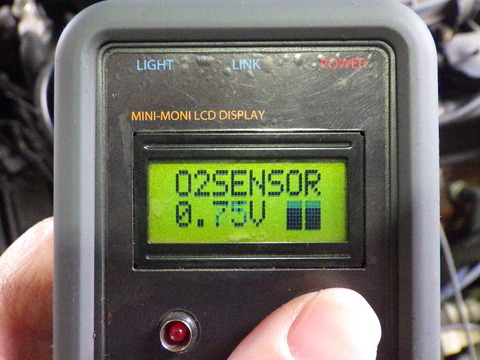 LIGHT LINK POWER
MINI-MONI LCD DISPLAY
O2SENSOR
0.75V